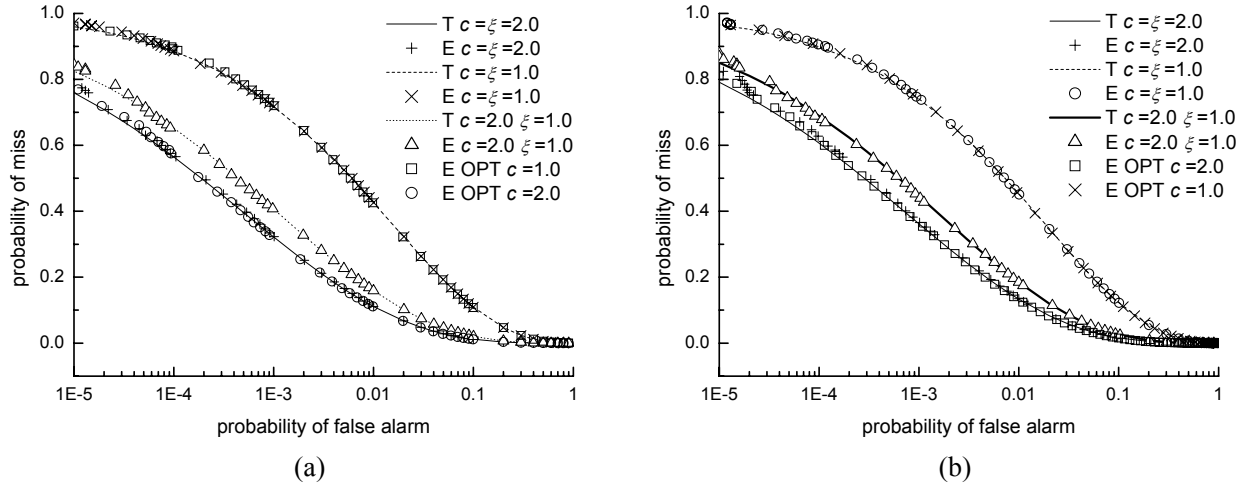 1.0
0.8
0.6
0.4
0.2
0.0
probability of miss
1E-5 1E-4 1E-3 0.01 0.1 1
probability of false alarm
T c =ξ=2.0
E c =ξ=2.0
T c =ξ=1.0
E c =ξ=1.0
T c =2.0 ξ=1.0
E c =2.0 ξ=1.0
E OPT c =1.0
E OPT c =2.0
(a)
1.0
0.8
0.6
0.4
0.2
0.0
probability of miss
1E-5 1E-4 1E-3 0.01 0.1 1
probability of false alarm
T c =ξ=2.0
E c =ξ=2.0
T c =ξ=1.0
E c =ξ=1.0
T c =2.0 ξ=1.0
E c =2.0 ξ=1.0
E OPT c =2.0
E OPT c =1.0
(b)